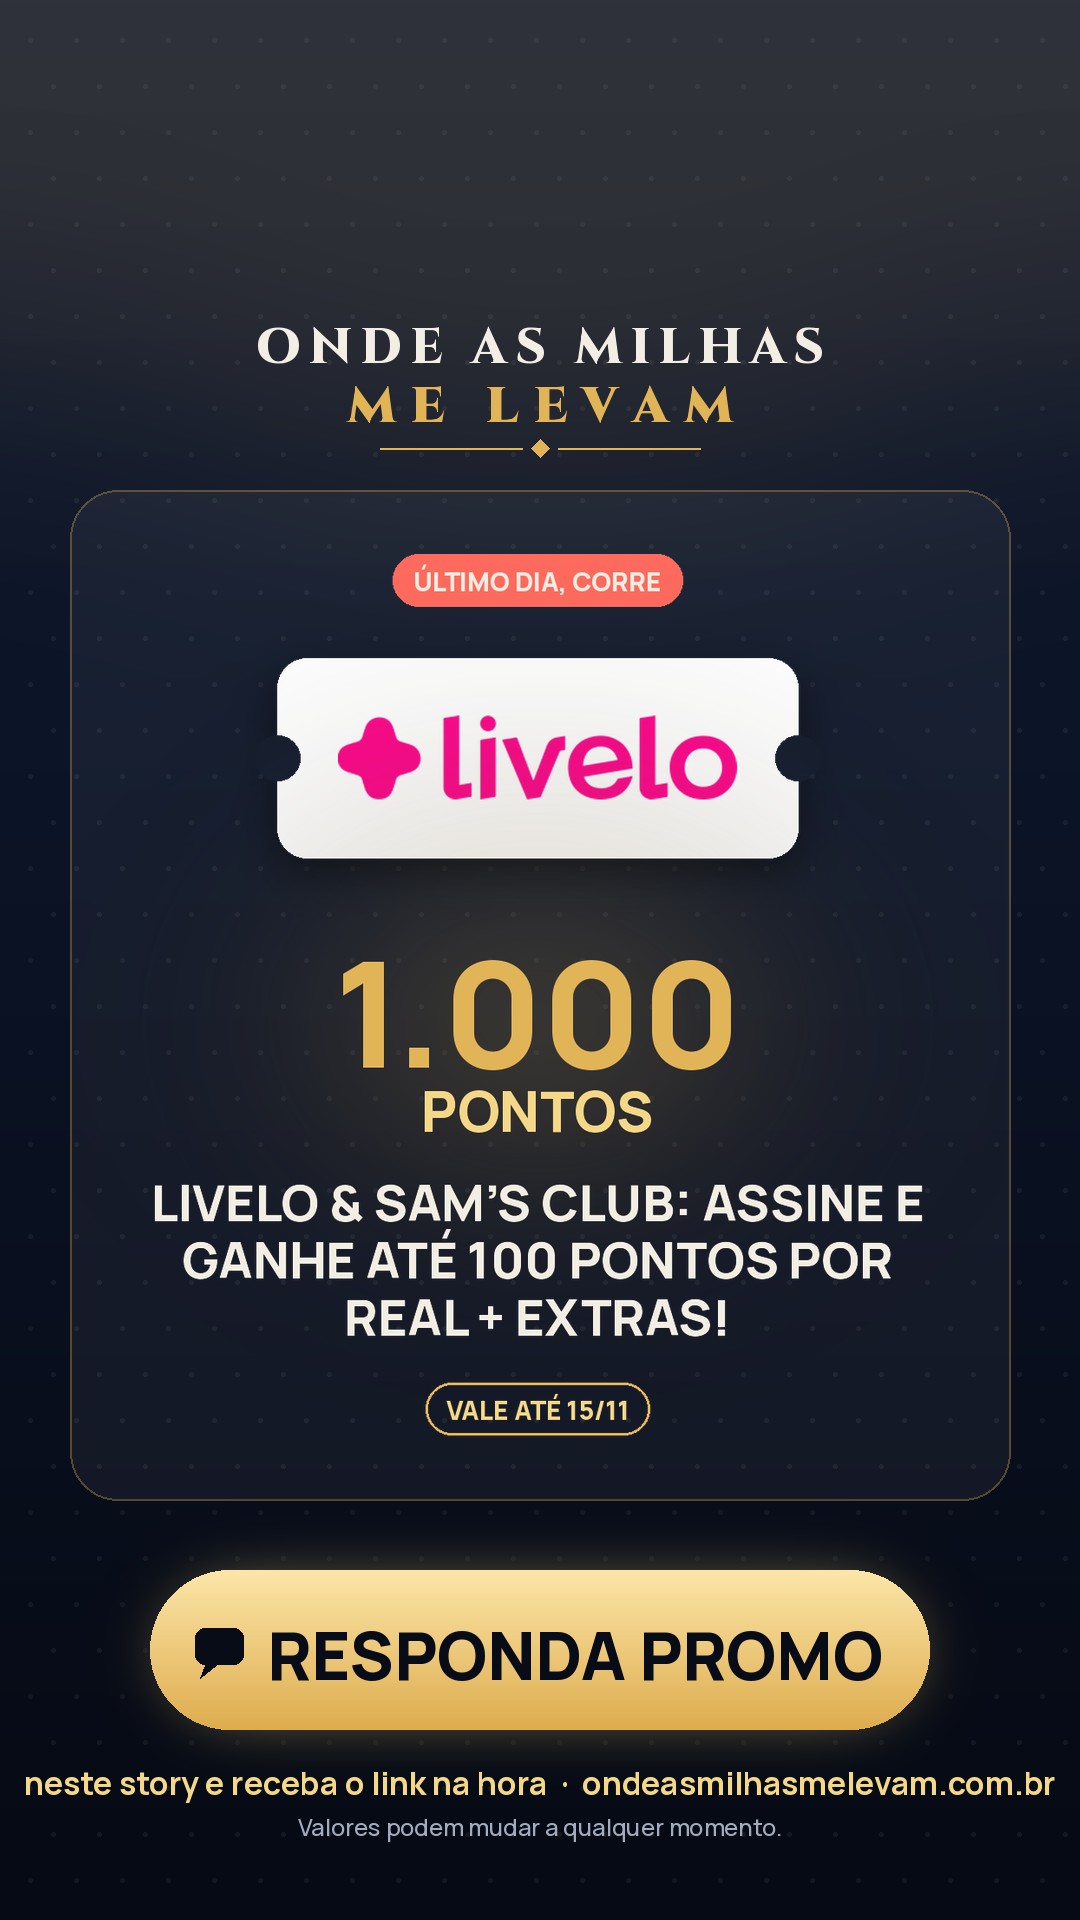 ONDE AS MILHAS
ME LEVAM
ÚLTIMO DIA, CORRE
livelo
1.000
PONTOS
LIVELO & SAM'S CLUB: ASSINE E
GANHE ATÉ 100 PONTOS POR
REAL + EXTRAS!
VALE ATÉ 15/11
RESPONDA PROMO
neste story e receba o link na hora · ondeasmilhasmelevam.com.br
Valores podem mudar a qualquer momento.